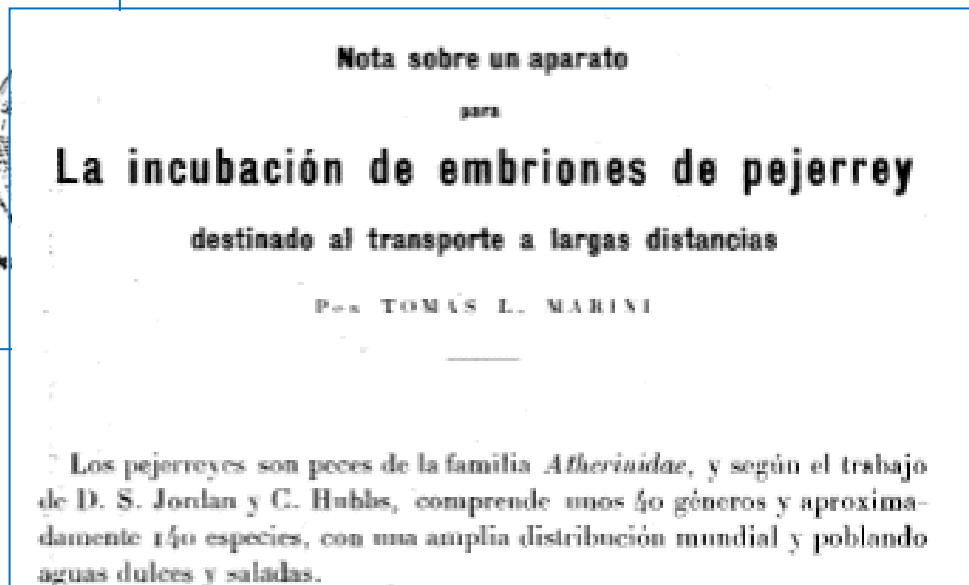 Nota sobre un aparato
para
La incubación de embriones de pejerrey
destinado al transporte a largas distancias
Por TOMÁS L. MARINI
Los pejerreyes son peces de la familia Atherinidae, y según el trabajo
de D. S. Jordan y C. Hubbs, comprende unos 40 géneros y aproxima-
damente 140 especies, con una amplia distribución mundial y poblando
aguas dulces y saladas.